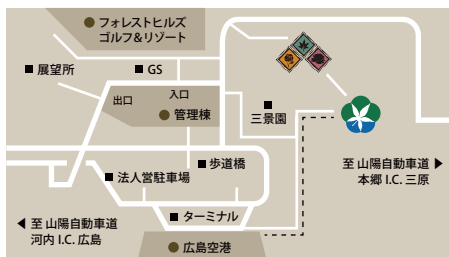 フォレストヒルズ
ゴルフ＆リゾート
展望所
GS
出口
入口
管理棟
三景園
歩道橋
法人営駐車場
至 山陽自動車道
本郷 I.C. 三原
ターミナル
至 山陽自動車道
河内 I.C. 広島
広島空港